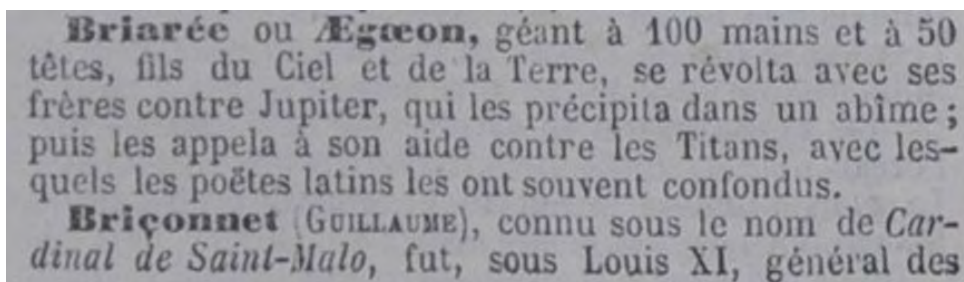 Briarée ou Ægœon, géant à 100 mains et à 50
têtes, fils du Ciel et de la Terre, se révolta avec ses
frères contre Jupiter, qui les précipita dans un abîme ;
puis les appela à son aide contre les Titans, avec les-
quels les poëtes latins les ont souvent confondus.
Briçonnet (GUILLAUME), connu sous le nom de Car-
dinal de Saint-Malo, fut, sous Louis XI, général des